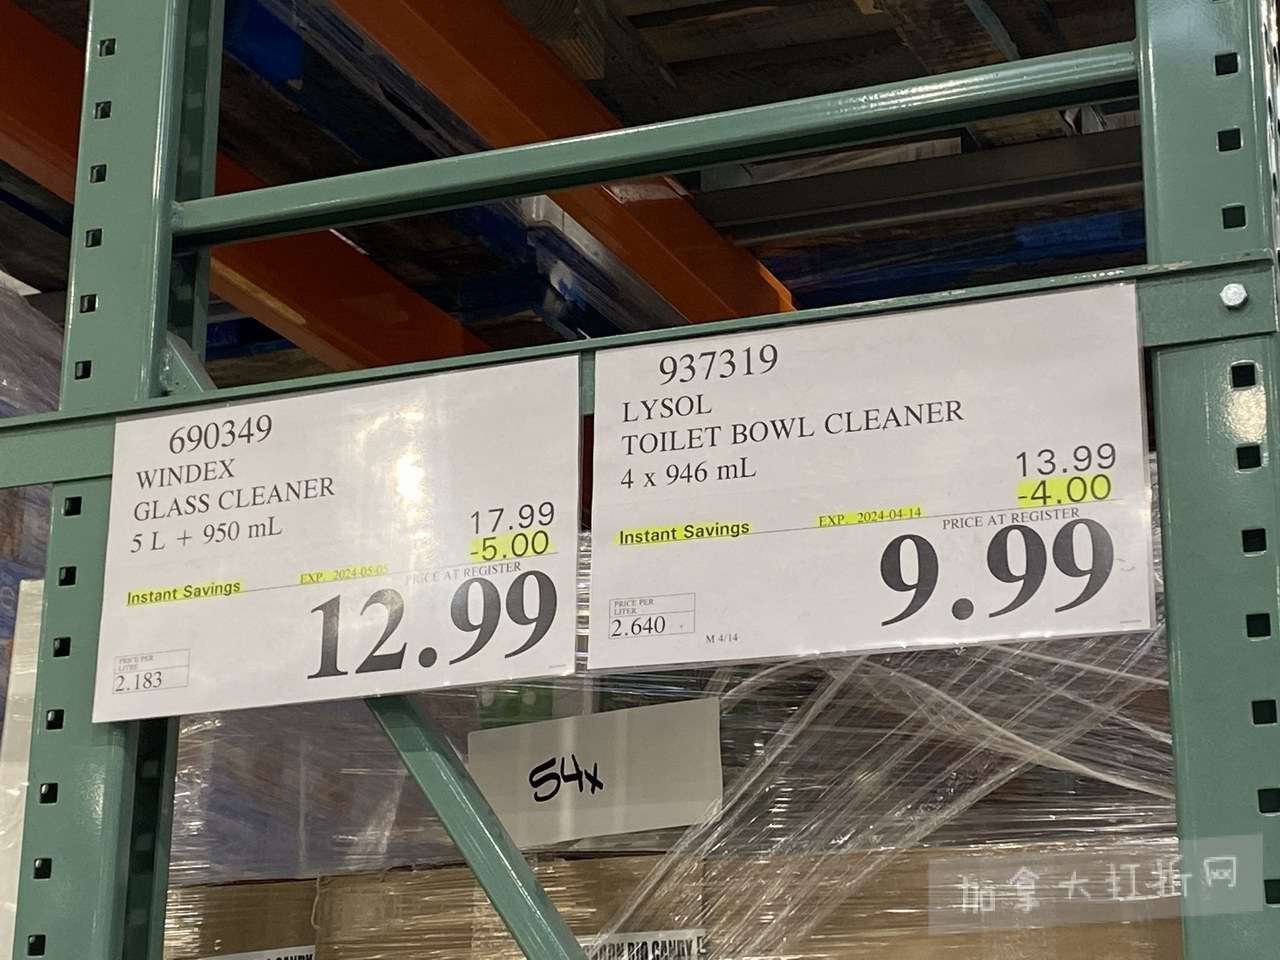 690349
WINDEX
GLASS CLEANER
5 L + 950 mL
17.99
-5.00
Instant Savings
EXP. 2024-05-05
PRICE AT REGISTER
12.99
PRICE PER
LITRE
2.183
937319
LYSOL
TOILET BOWL CLEANER
4 x 946 mL
13.99
-4.00
Instant Savings
EXP. 2024-04-14
PRICE AT REGISTER
9.99
PRICE PER
LITER
2.640
M 4/14
54x
加拿大打折网